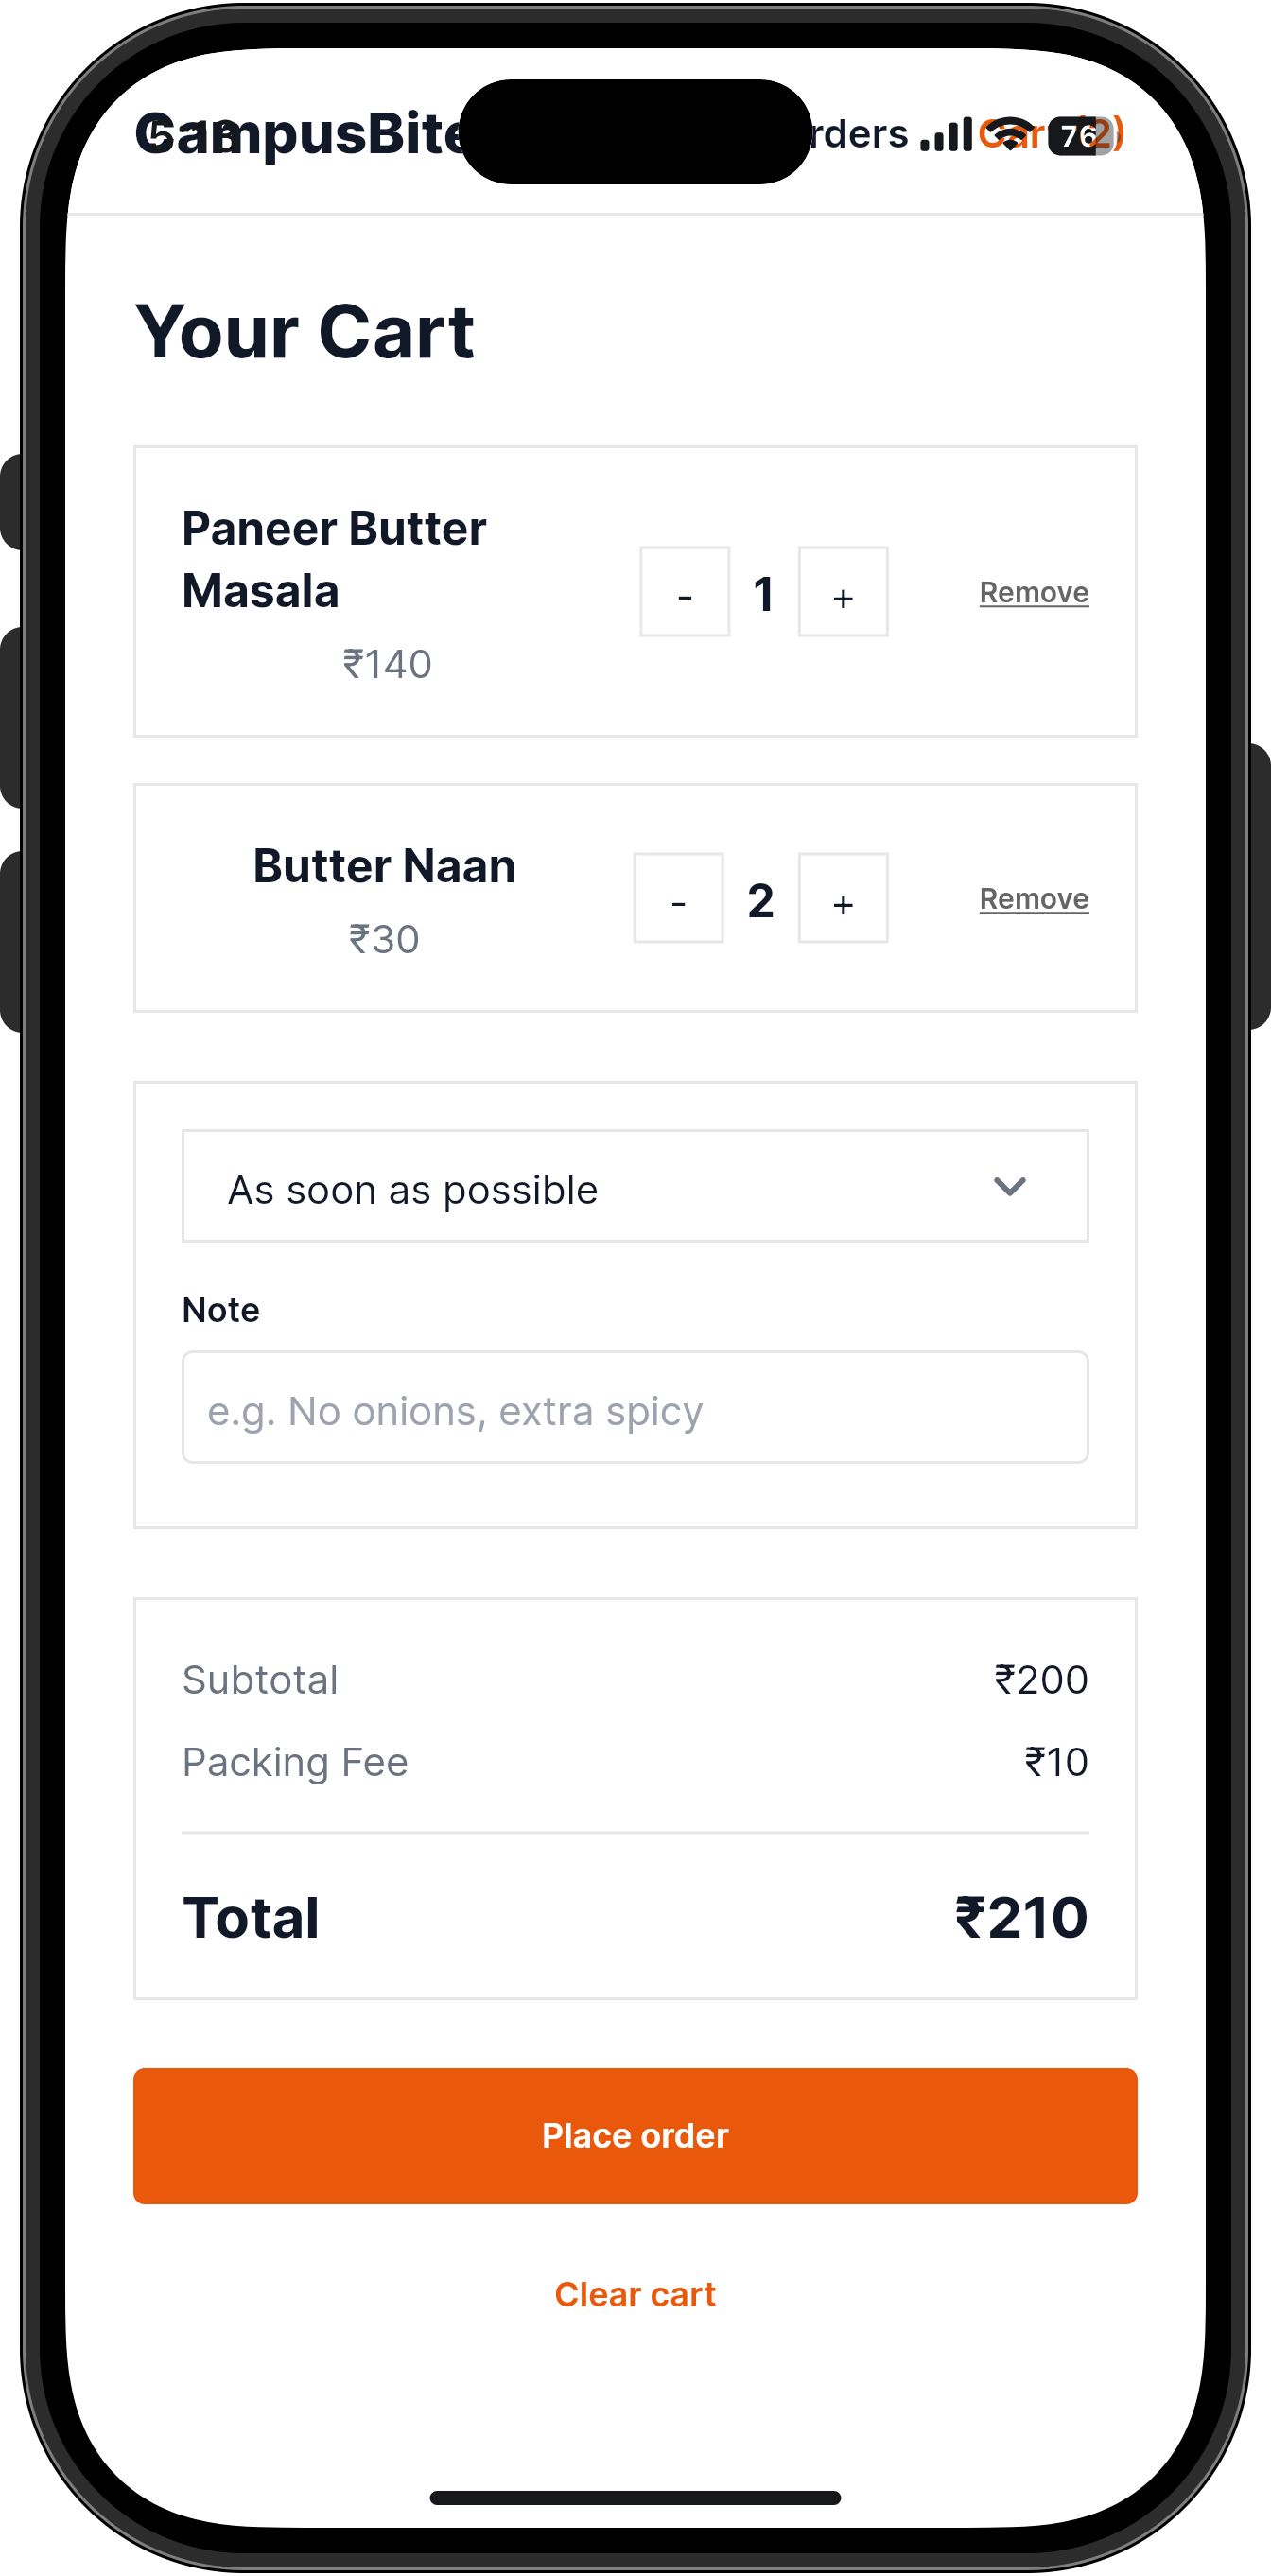 CampusBite
rders
76
Your Cart
Paneer Butter
Masala
₹140
- 1 +
Remove
Butter Naan
₹30
- 2 +
Remove
As soon as possible
Note
e.g. No onions, extra spicy
Subtotal ₹200
Packing Fee ₹10
Total ₹210
Place order
Clear cart